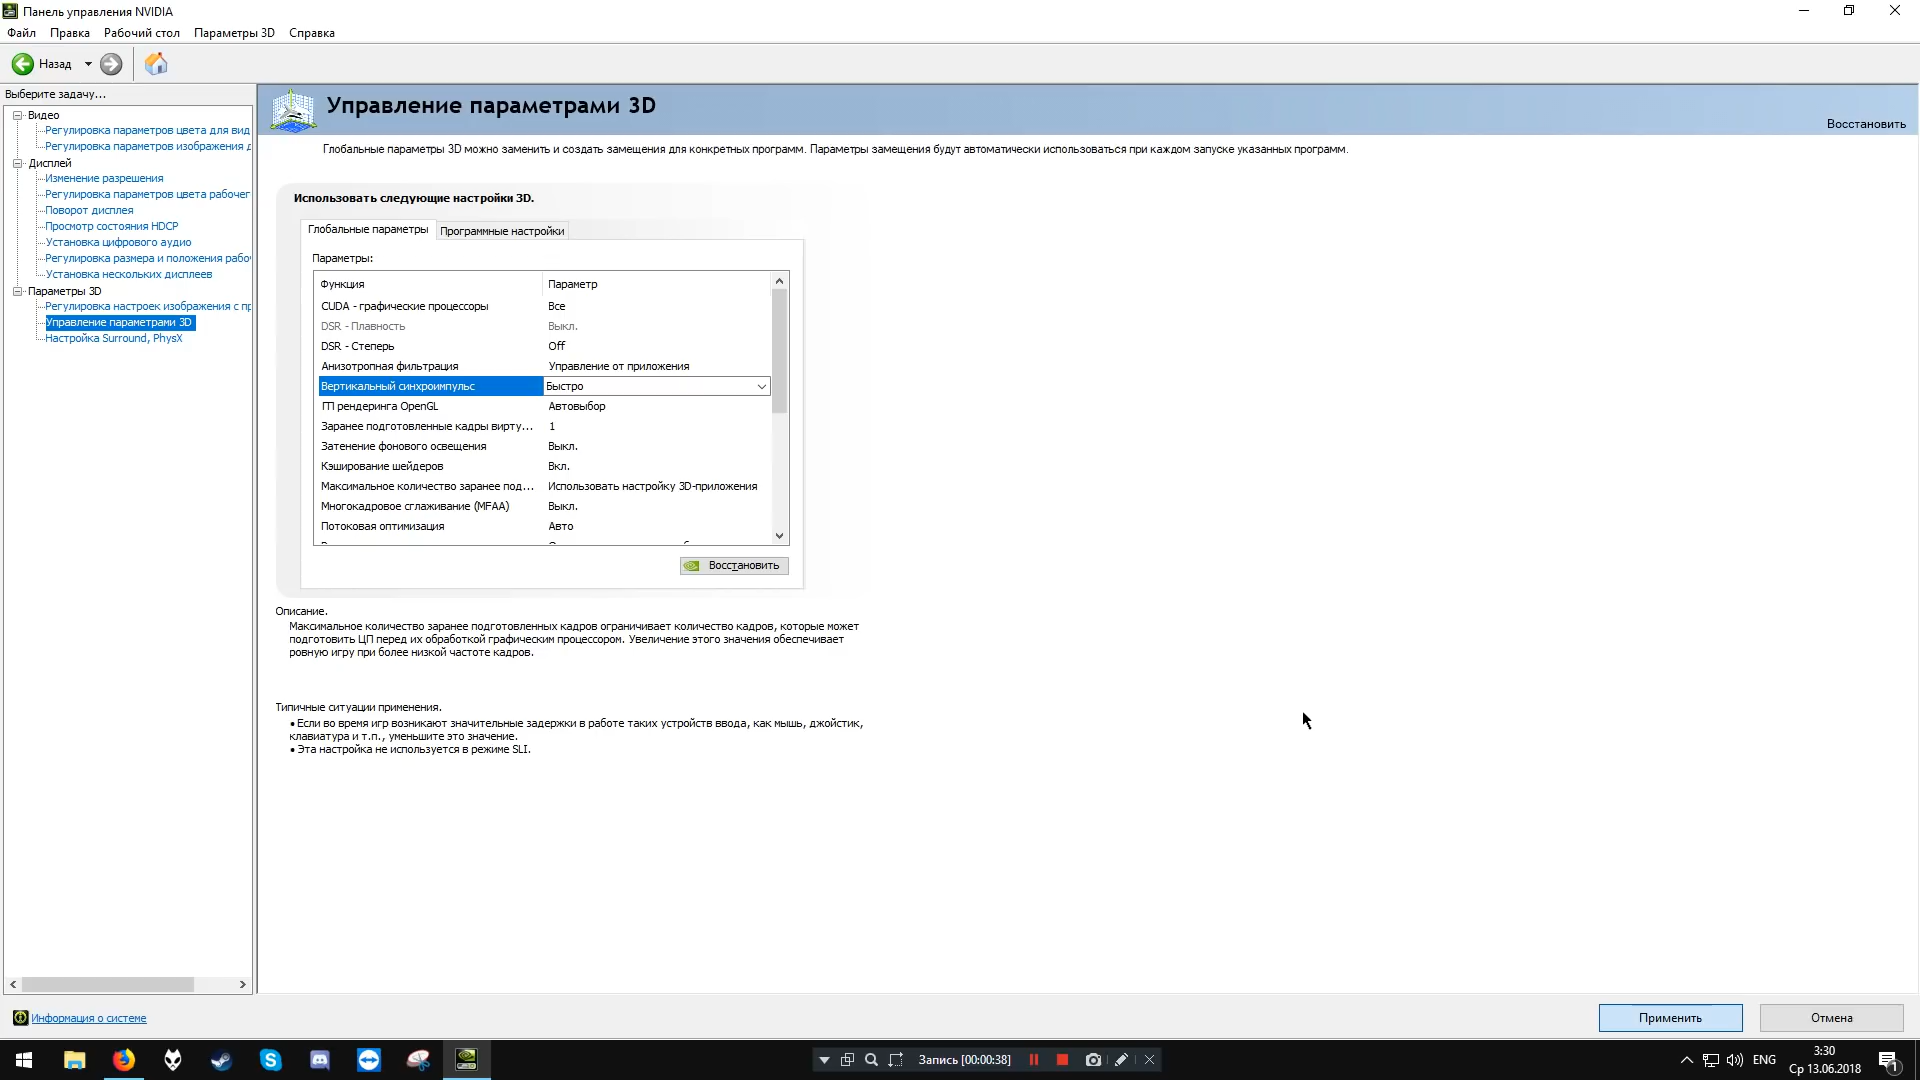 Панель управления NVIDIA
Файл Правка Рабочий стол Параметры 3D Справка
Назад
Выберите задачу...
Видео
Регулировка параметров цвета для вид
Регулировка параметров изображения д
Дисплей
Изменение разрешения
Регулировка параметров цвета рабочег
Поворот дисплея
Просмотр состояния HDCP
Установка цифрового аудио
Регулировка размера и положения рабо
Установка нескольких дисплеев
Параметры 3D
Регулировка настроек изображения с пр
Управление параметрами 3D
Настройка Surround, PhysX
Информация о системе
Управление параметрами 3D
Восстановить
Глобальные параметры 3D можно заменить и создать замещения для конкретных программ. Параметры замещения будут автоматически использоваться при каждом запуске указанных программ.
Использовать следующие настройки 3D.
Глобальные параметры Программные настройки
Параметры:
Функция Параметр
CUDA - графические процессоры Все
DSR - Плавность Выкл.
DSR - Степерь Off
Анизотропная фильтрация Управление от приложения
Вертикальный синхроимпульс Быстро
ГП рендеринга OpenGL Автовыбор
Заранее подготовленные кадры вирту... 1
Затенение фонового освещения Выкл.
Кэширование шейдеров Вкл.
Максимальное количество заранее под... Использовать настройку 3D-приложения
Многокадровое сглаживание (MFAA) Выкл.
Потоковая оптимизация Авто
Восстановить
Описание.
Максимальное количество заранее подготовленных кадров ограничивает количество кадров, которые может
подготовить ЦП перед их обработкой графическим процессором. Увеличение этого значения обеспечивает
ровную игру при более низкой частоте кадров.
Типичные ситуации применения.
• Если во время игр возникают значительные задержки в работе таких устройств ввода, как мышь, джойстик,
клавиатура и т.п., уменьшите это значение.
• Эта настройка не используется в режиме SLI.
Применить Отмена
Запись [00:00:38]
ENG
3:30
Ср 13.06.2018
1